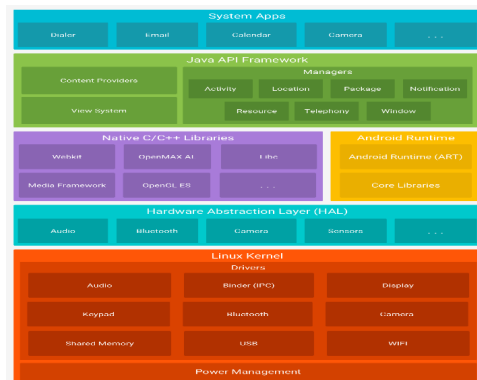 System Apps
Dialer Email Calendar Camera ...
Java API Framework
Content Providers
View System
Managers
Activity Location Package Notification
Resource Telephony Window
Native C/C++ Libraries
Webkit OpenMAX AI Libc
Media Framework OpenGL ES ...
Android Runtime
Android Runtime (ART)
Core Libraries
Hardware Abstraction Layer (HAL)
Audio Bluetooth Camera Sensors ...
Linux Kernel
Drivers
Audio Binder (IPC) Display
Keypad Bluetooth Camera
Shared Memory USB WIFI
Power Management